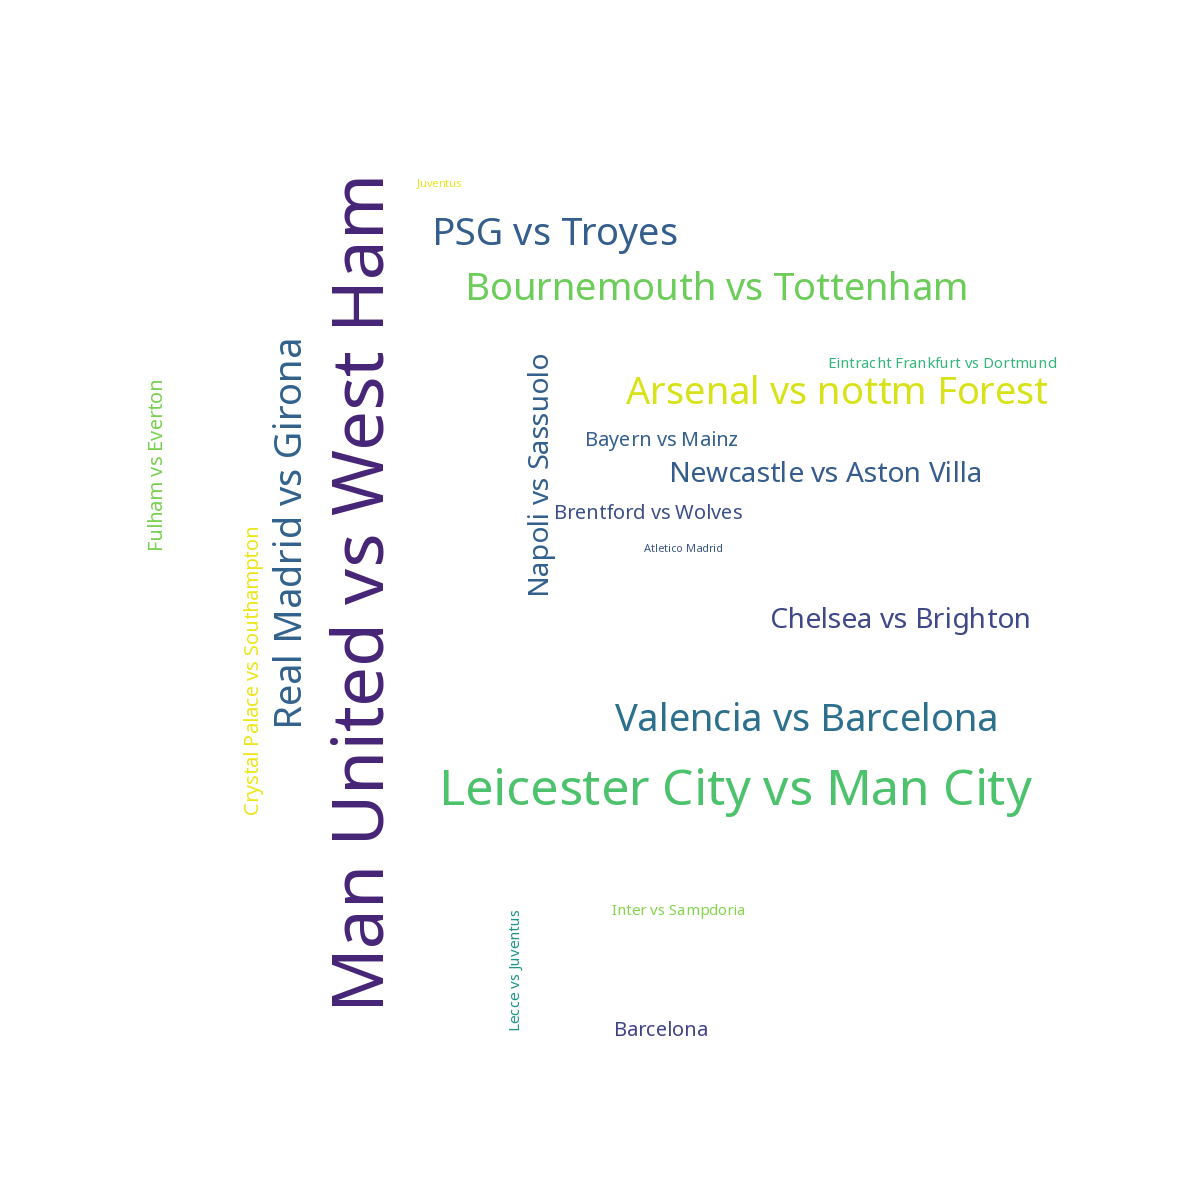 Juventus
PSG vs Troyes
Bournemouth vs Tottenham
Eintracht Frankfurt vs Dortmund
Arsenal vs nottm Forest
Bayern vs Mainz
Newcastle vs Aston Villa
Brentford vs Wolves
Atletico Madrid
Chelsea vs Brighton
Valencia vs Barcelona
Leicester City vs Man City
Inter vs Sampdoria
Barcelona
Fulham vs Everton
Crystal Palace vs Southampton
Real Madrid vs Girona
Man United vs West Ham
Napoli vs Sassuolo
Lecce vs Juventus